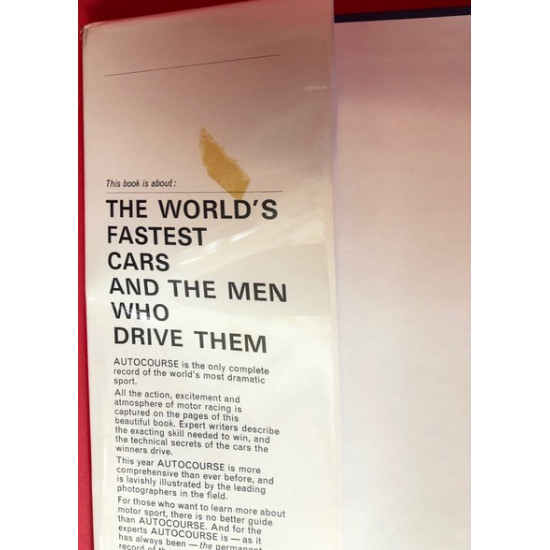 This book is about:
THE WORLD'S
FASTEST
CARS
AND THE MEN
WHO
DRIVE THEM
AUTOCOURSE is the only complete
record of the world's most dramatic
sport.
All the action, excitement and
atmosphere of motor racing is
captured on the pages of this
beautiful book. Expert writers describe
the exacting skill needed to win, and
the technical secrets of the cars the
winners drive.
This year AUTOCOURSE is more
comprehensive than ever before, and
is lavishly illustrated by the leading
photographers in the field.
For those who want to learn more about
motor sport, there is no better guide
than AUTOCOURSE. And for the
experts AUTOCOURSE is — as it
has always been — the permanent
record of